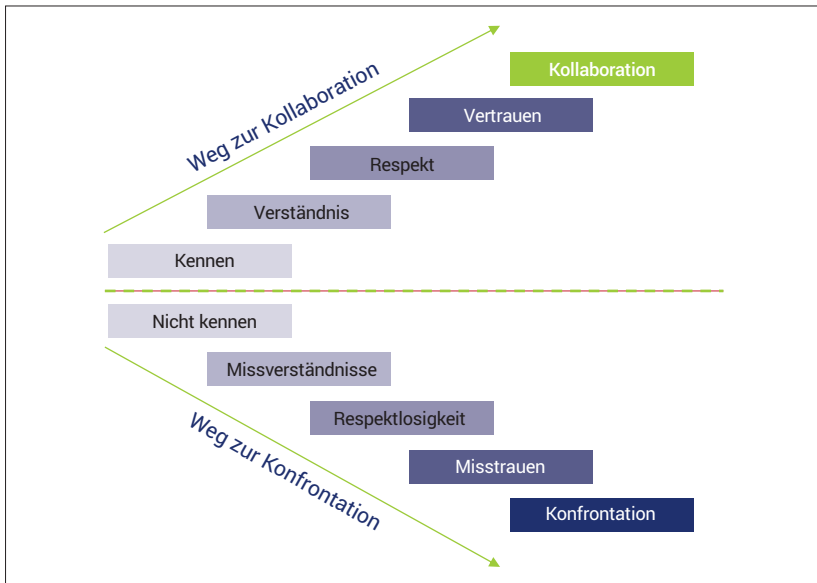 Weg zur Kollaboration
Kollaboration
Vertrauen
Respekt
Verständnis
Kennen
Nicht kennen
Missverständnisse
Respektlosigkeit
Misstrauen
Konfrontation
Weg zur Konfrontation